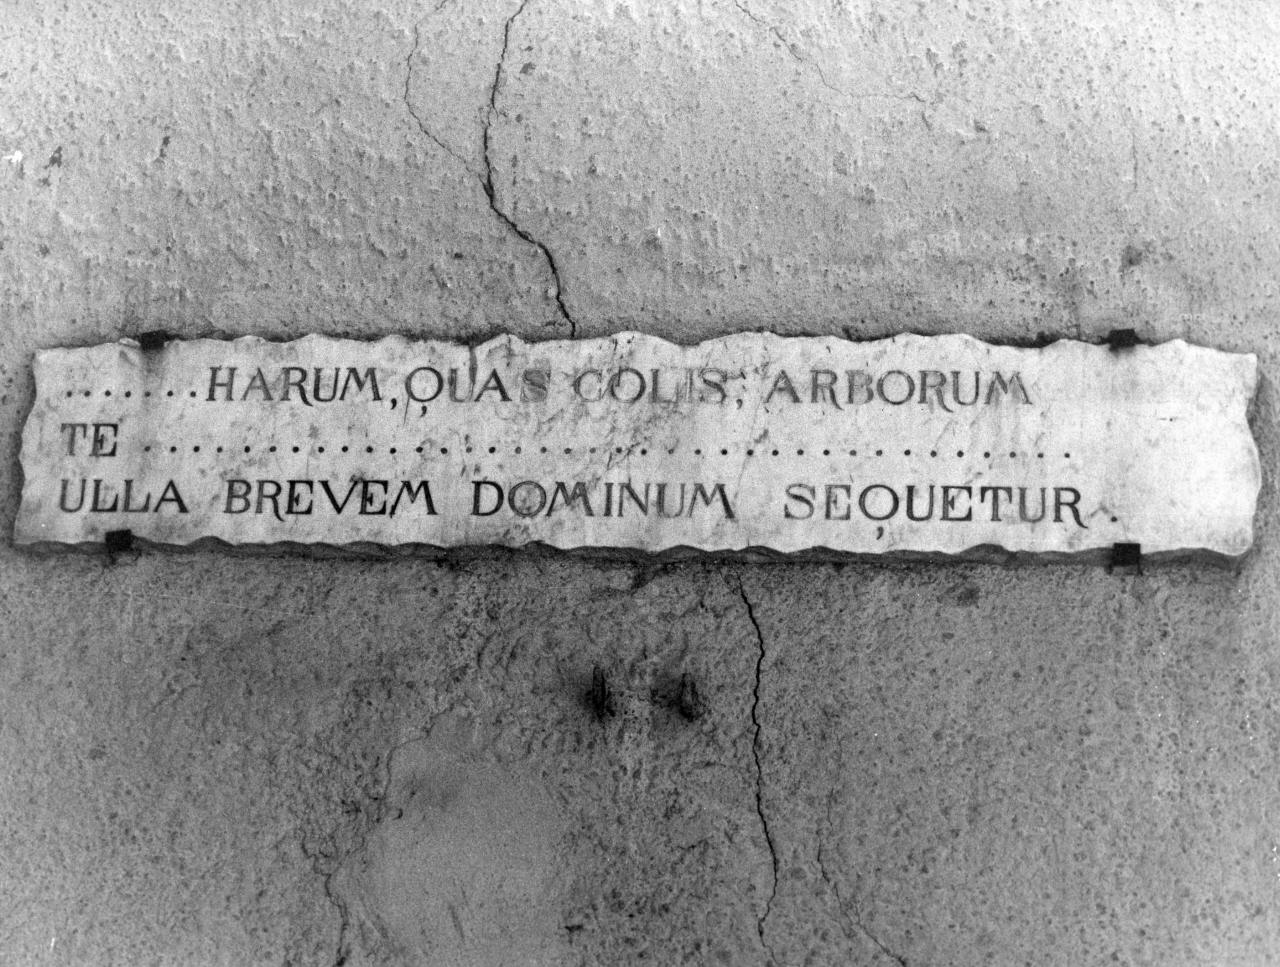 .......HARUM, QUAS COLIS, ARBORUM
TE ......................................
ULLA BREVEM DOMINUM SEQUETUR.